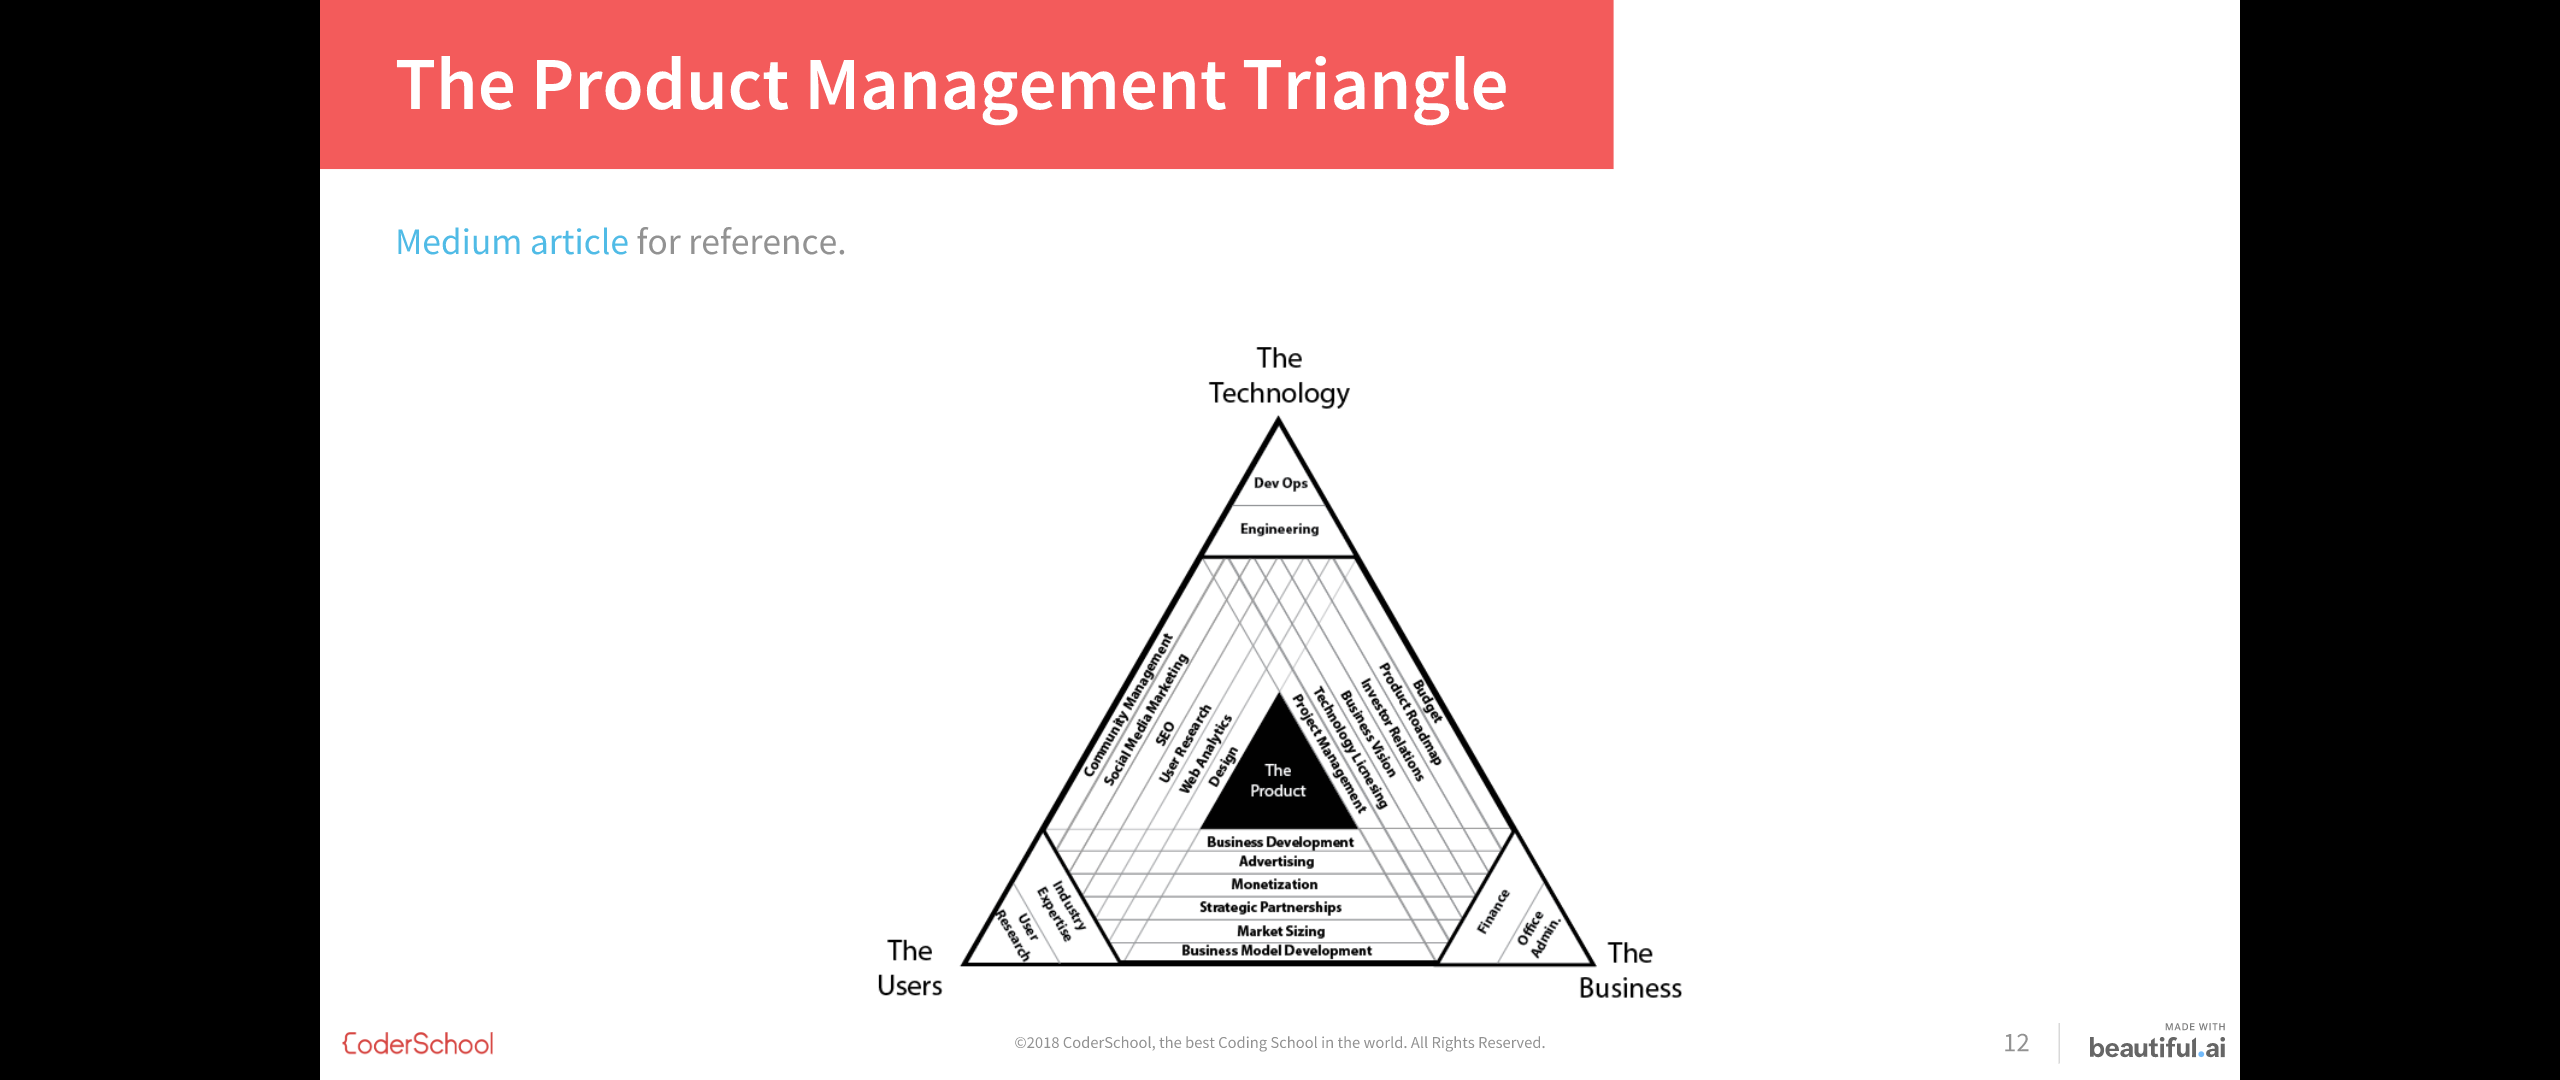 The Product Management Triangle
Medium article for reference.
The
Technology
Dev Ops
Engineering
Community Management
Social Media Marketing
SEO
User Research
Web Analytics
Design
The
Product
Project Management
Technology Licnesing
Business Vision
Investor Relations
Product Roadmap
Budget
Business Development
Advertising
Monetization
Strategic Partnerships
Market Sizing
Business Model Development
Industry
Expertise
User
Research
Finance
Office
Admin.
The
Users
The
Business
CoderSchool
©2018 CoderSchool, the best Coding School in the world. All Rights Reserved.
12
MADE WITH
beautiful.ai